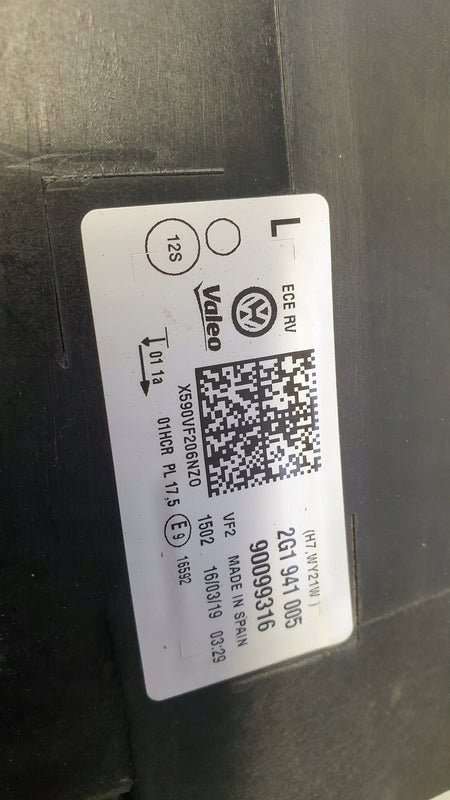 L
ECE RV
Valeo
12S
(H7,WY21W )
2G1 941 005
90099316
X590VF206NZ0
VF2 MADE IN SPAIN
1502 16/03/19 03:29
01 1a
01HCR PL 17,5 E9 16592